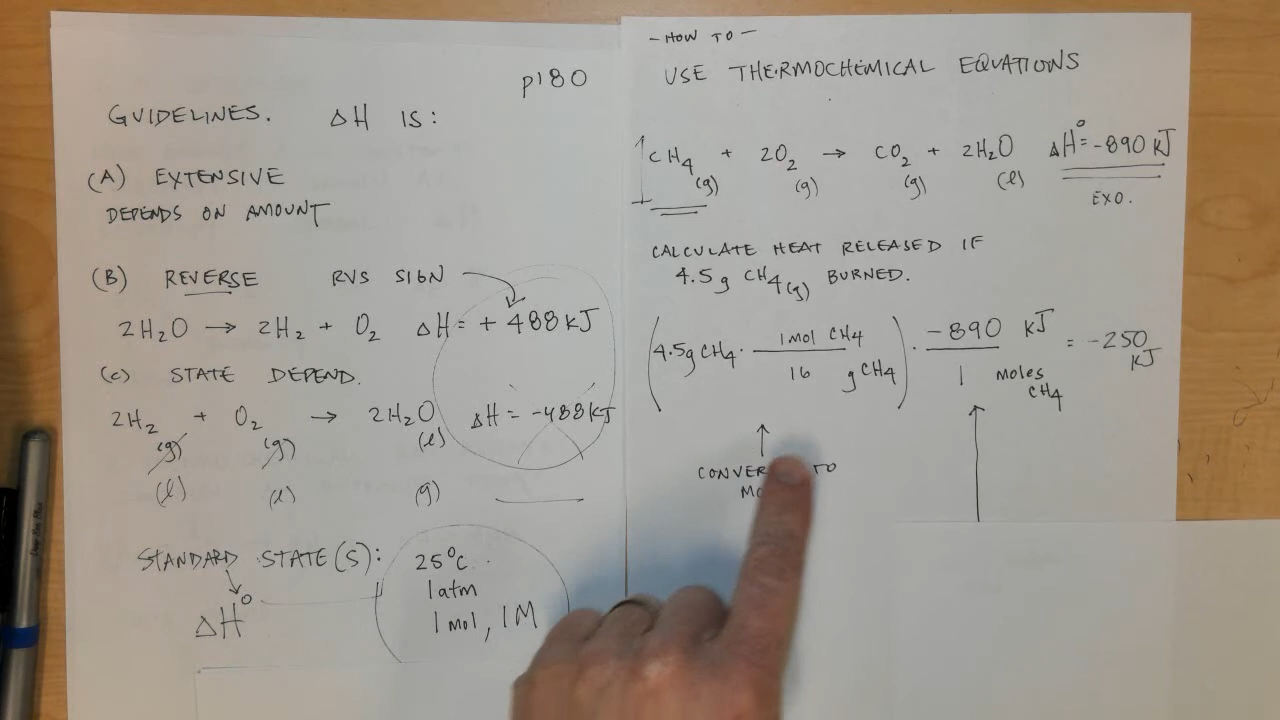 p180
GUIDELINES. ΔH IS:
(A) EXTENSIVE
DEPENDS ON AMOUNT
(B) REVERSE RVS SIGN
2H₂O → 2H₂ + O₂ ΔH = + 488 kJ
(C) STATE DEPEND.
2H₂ + O₂ → 2H₂O ΔH = -488 kJ
(g) (g) (l)
(l) (l) (g)
STANDARD STATE(S): 25°C
1atm
1 mol, 1M
ΔH°
- HOW TO -
USE THERMOCHEMICAL EQUATIONS
1 CH₄ + 2O₂ → CO₂ + 2H₂O ΔH° = -890 kJ
(g) (g) (g) (l)
EXO.
CALCULATE HEAT RELEASED IF
4.5g CH₄(g) BURNED.
(4.5g CH₄ · 1 mol CH₄ / 16 g CH₄) · -890 kJ / 1 moles CH₄ = -250 kJ
↑
TO